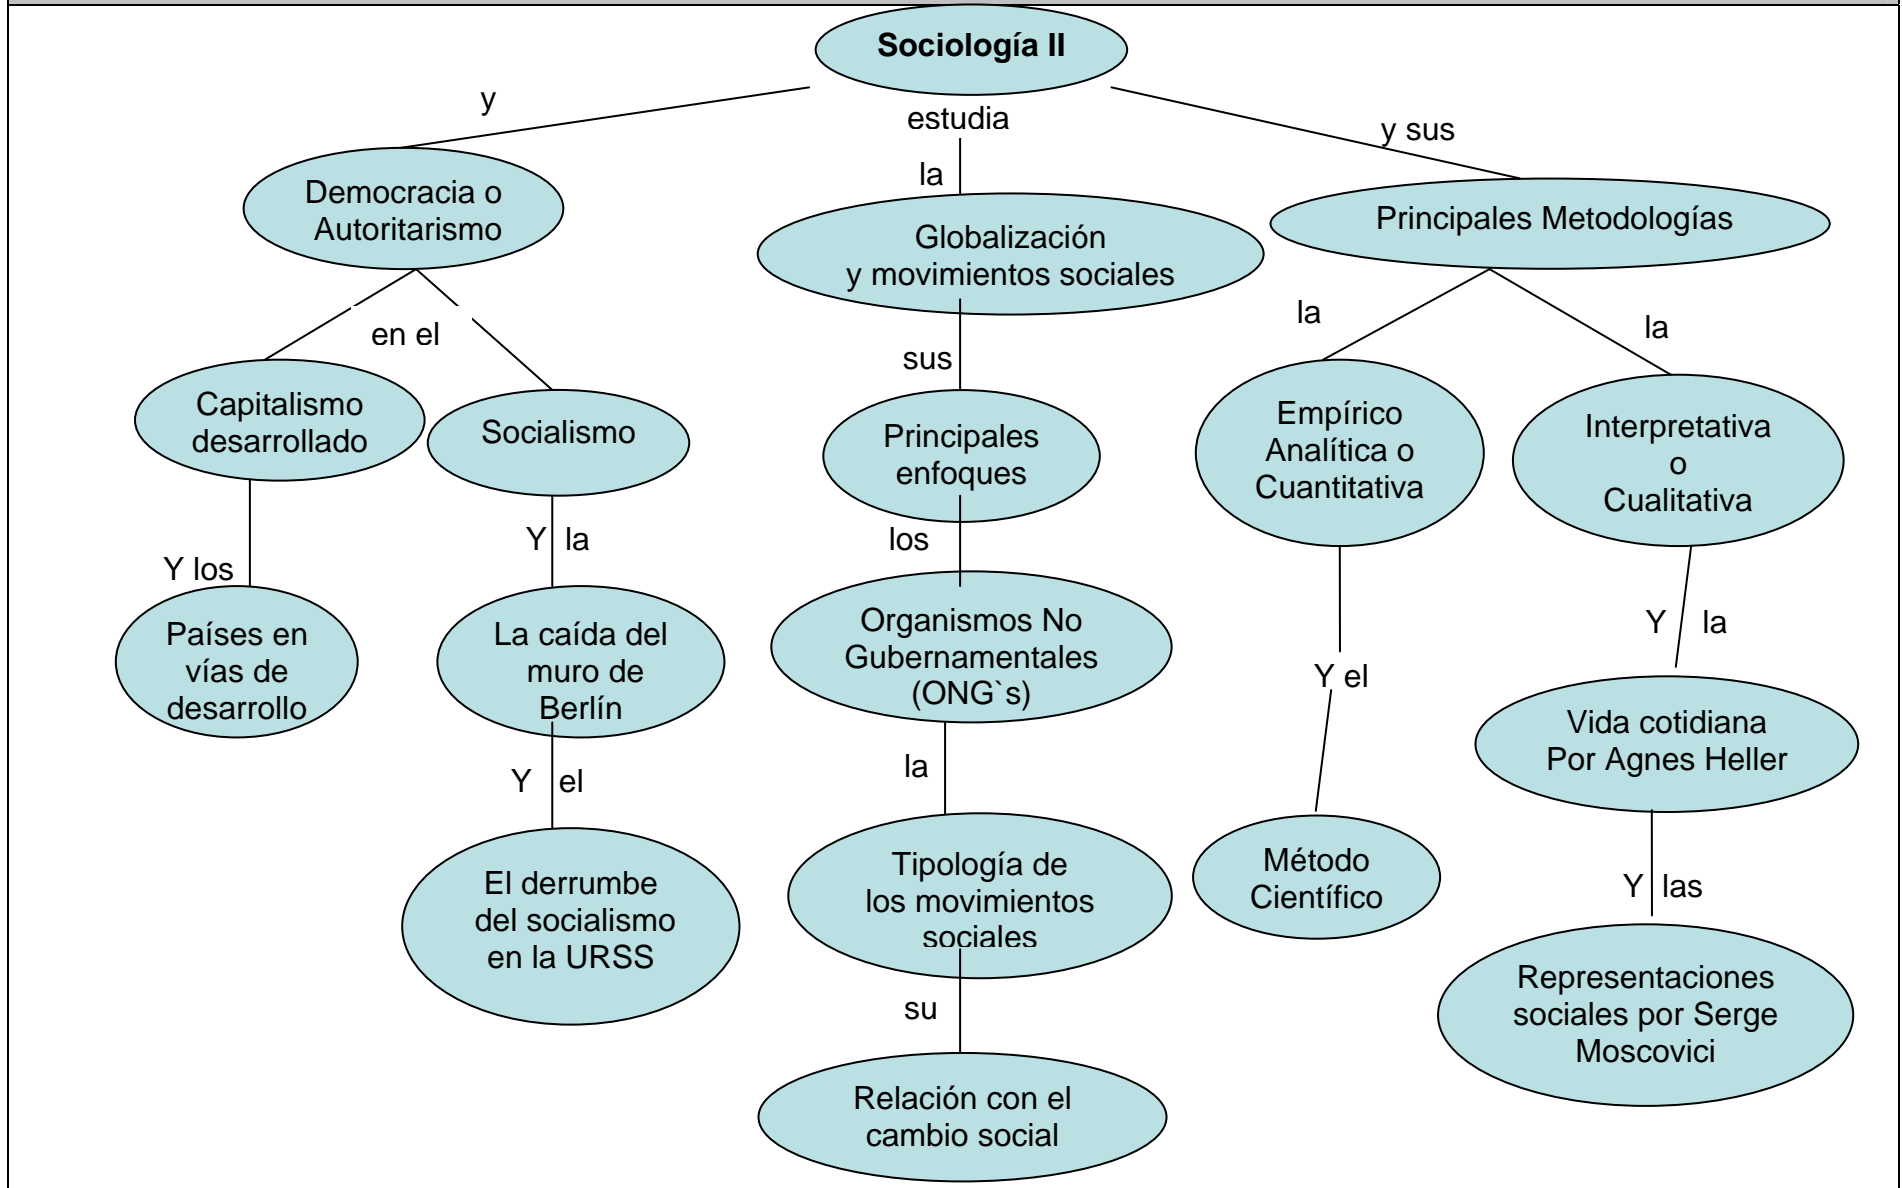 Sociología II
y
estudia
y sus
la
Democracia o
Autoritarismo
Globalización
y movimientos sociales
Principales Metodologías
en el
sus
la
la
Capitalismo
desarrollado
Socialismo
Principales
enfoques
Empírico
Analítica o
Cuantitativa
Interpretativa
o
Cualitativa
Y los
Y la
los
Y el
Y la
Países en
vías de
desarrollo
La caída del
muro de
Berlín
Organismos No
Gubernamentales
(ONG`s)
Vida cotidiana
Por Agnes Heller
Y el
la
Y las
El derrumbe
del socialismo
en la URSS
Tipología de
los movimientos
sociales
Método
Científico
Representaciones
sociales por Serge
Moscovici
su
Relación con el
cambio social